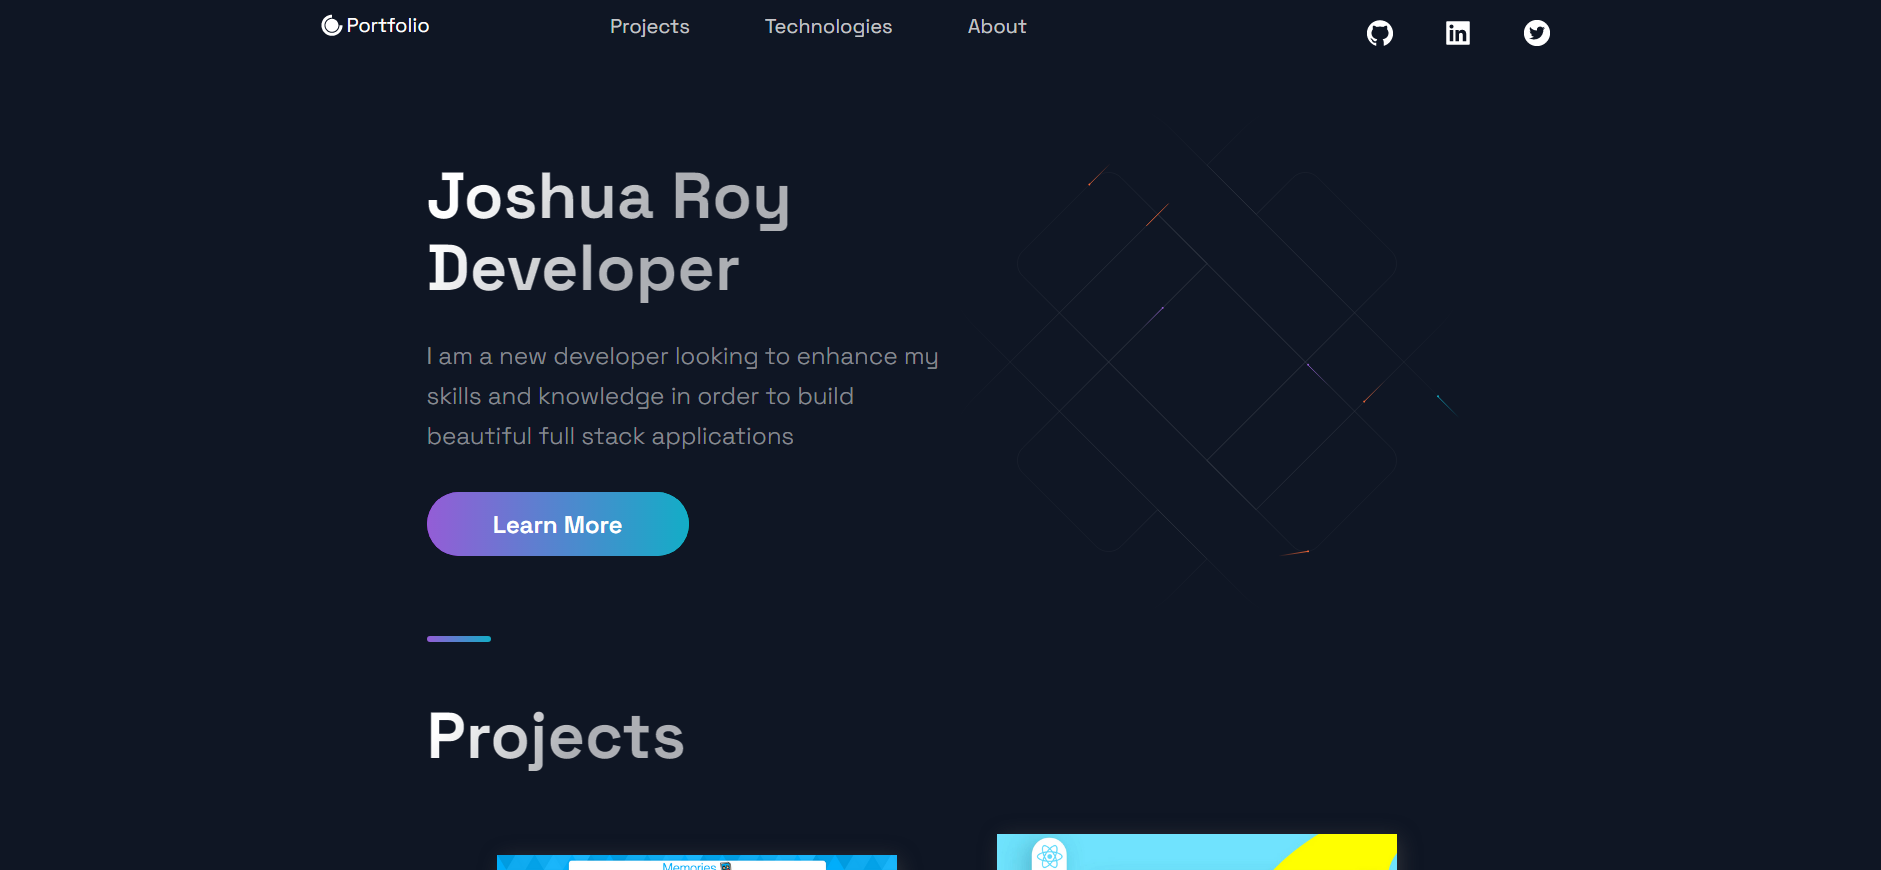 Portfolio
Projects
Technologies
About
in
Joshua Roy
Developer
I am a new developer looking to enhance my
skills and knowledge in order to build
beautiful full stack applications
Learn More
Projects
Memories